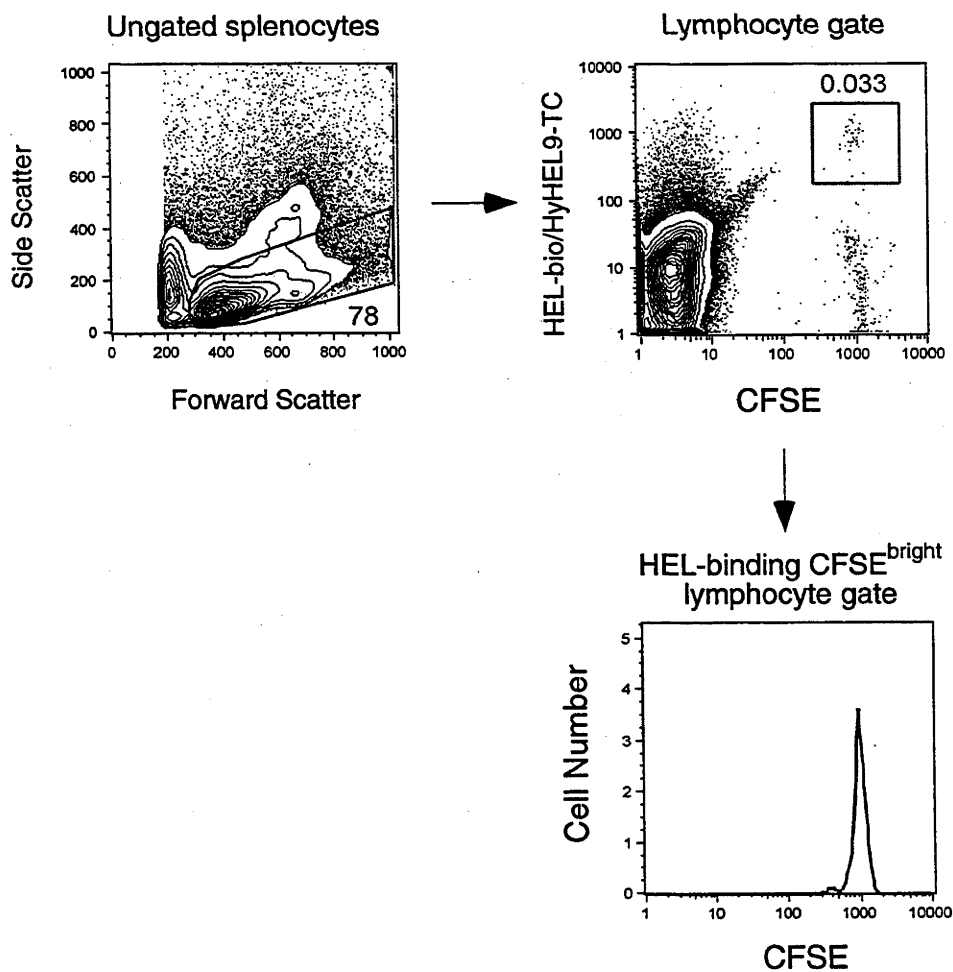 Ungated splenocytes
1000
800
600
400
200
0
Side Scatter
78
0 200 400 600 800 1000
Forward Scatter
Lymphocyte gate
10000
1000
100
10
1
HEL-bio/HyHEL9-TC
0.033
1 10 100 1000 10000
CFSE
HEL-binding CFSEbright
lymphocyte gate
5
4
3
2
1
0
Cell Number
1 10 100 1000 10000
CFSE